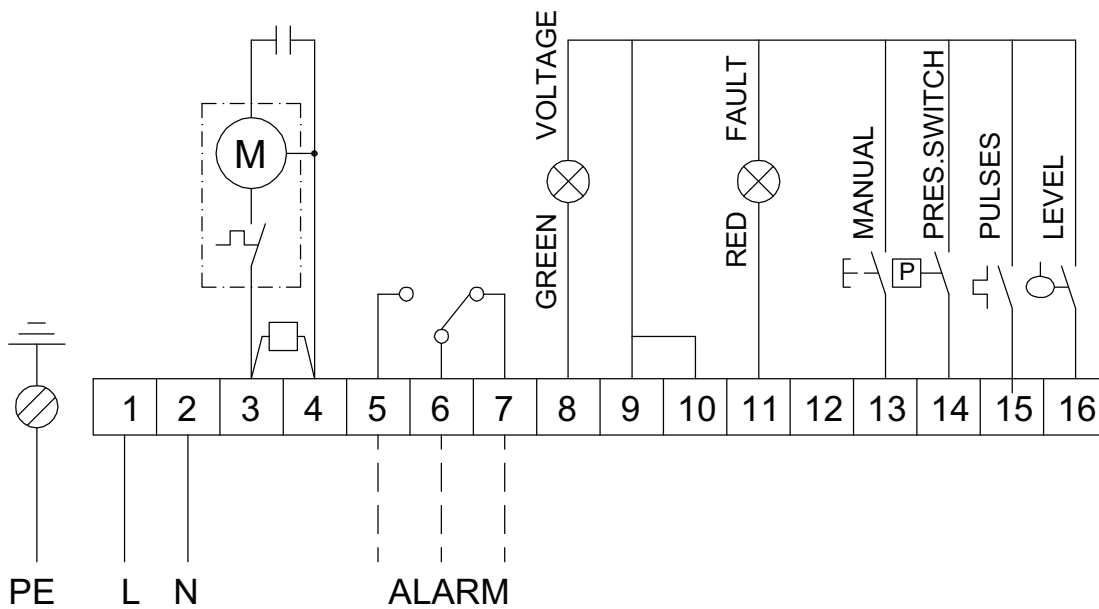 VOLTAGE
GREEN
FAULT
RED
MANUAL
PRES.SWITCH
PULSES
LEVEL
M
P
1 2 3 4 5 6 7 8 9 10 11 12 13 14 15 16
PE L N ALARM